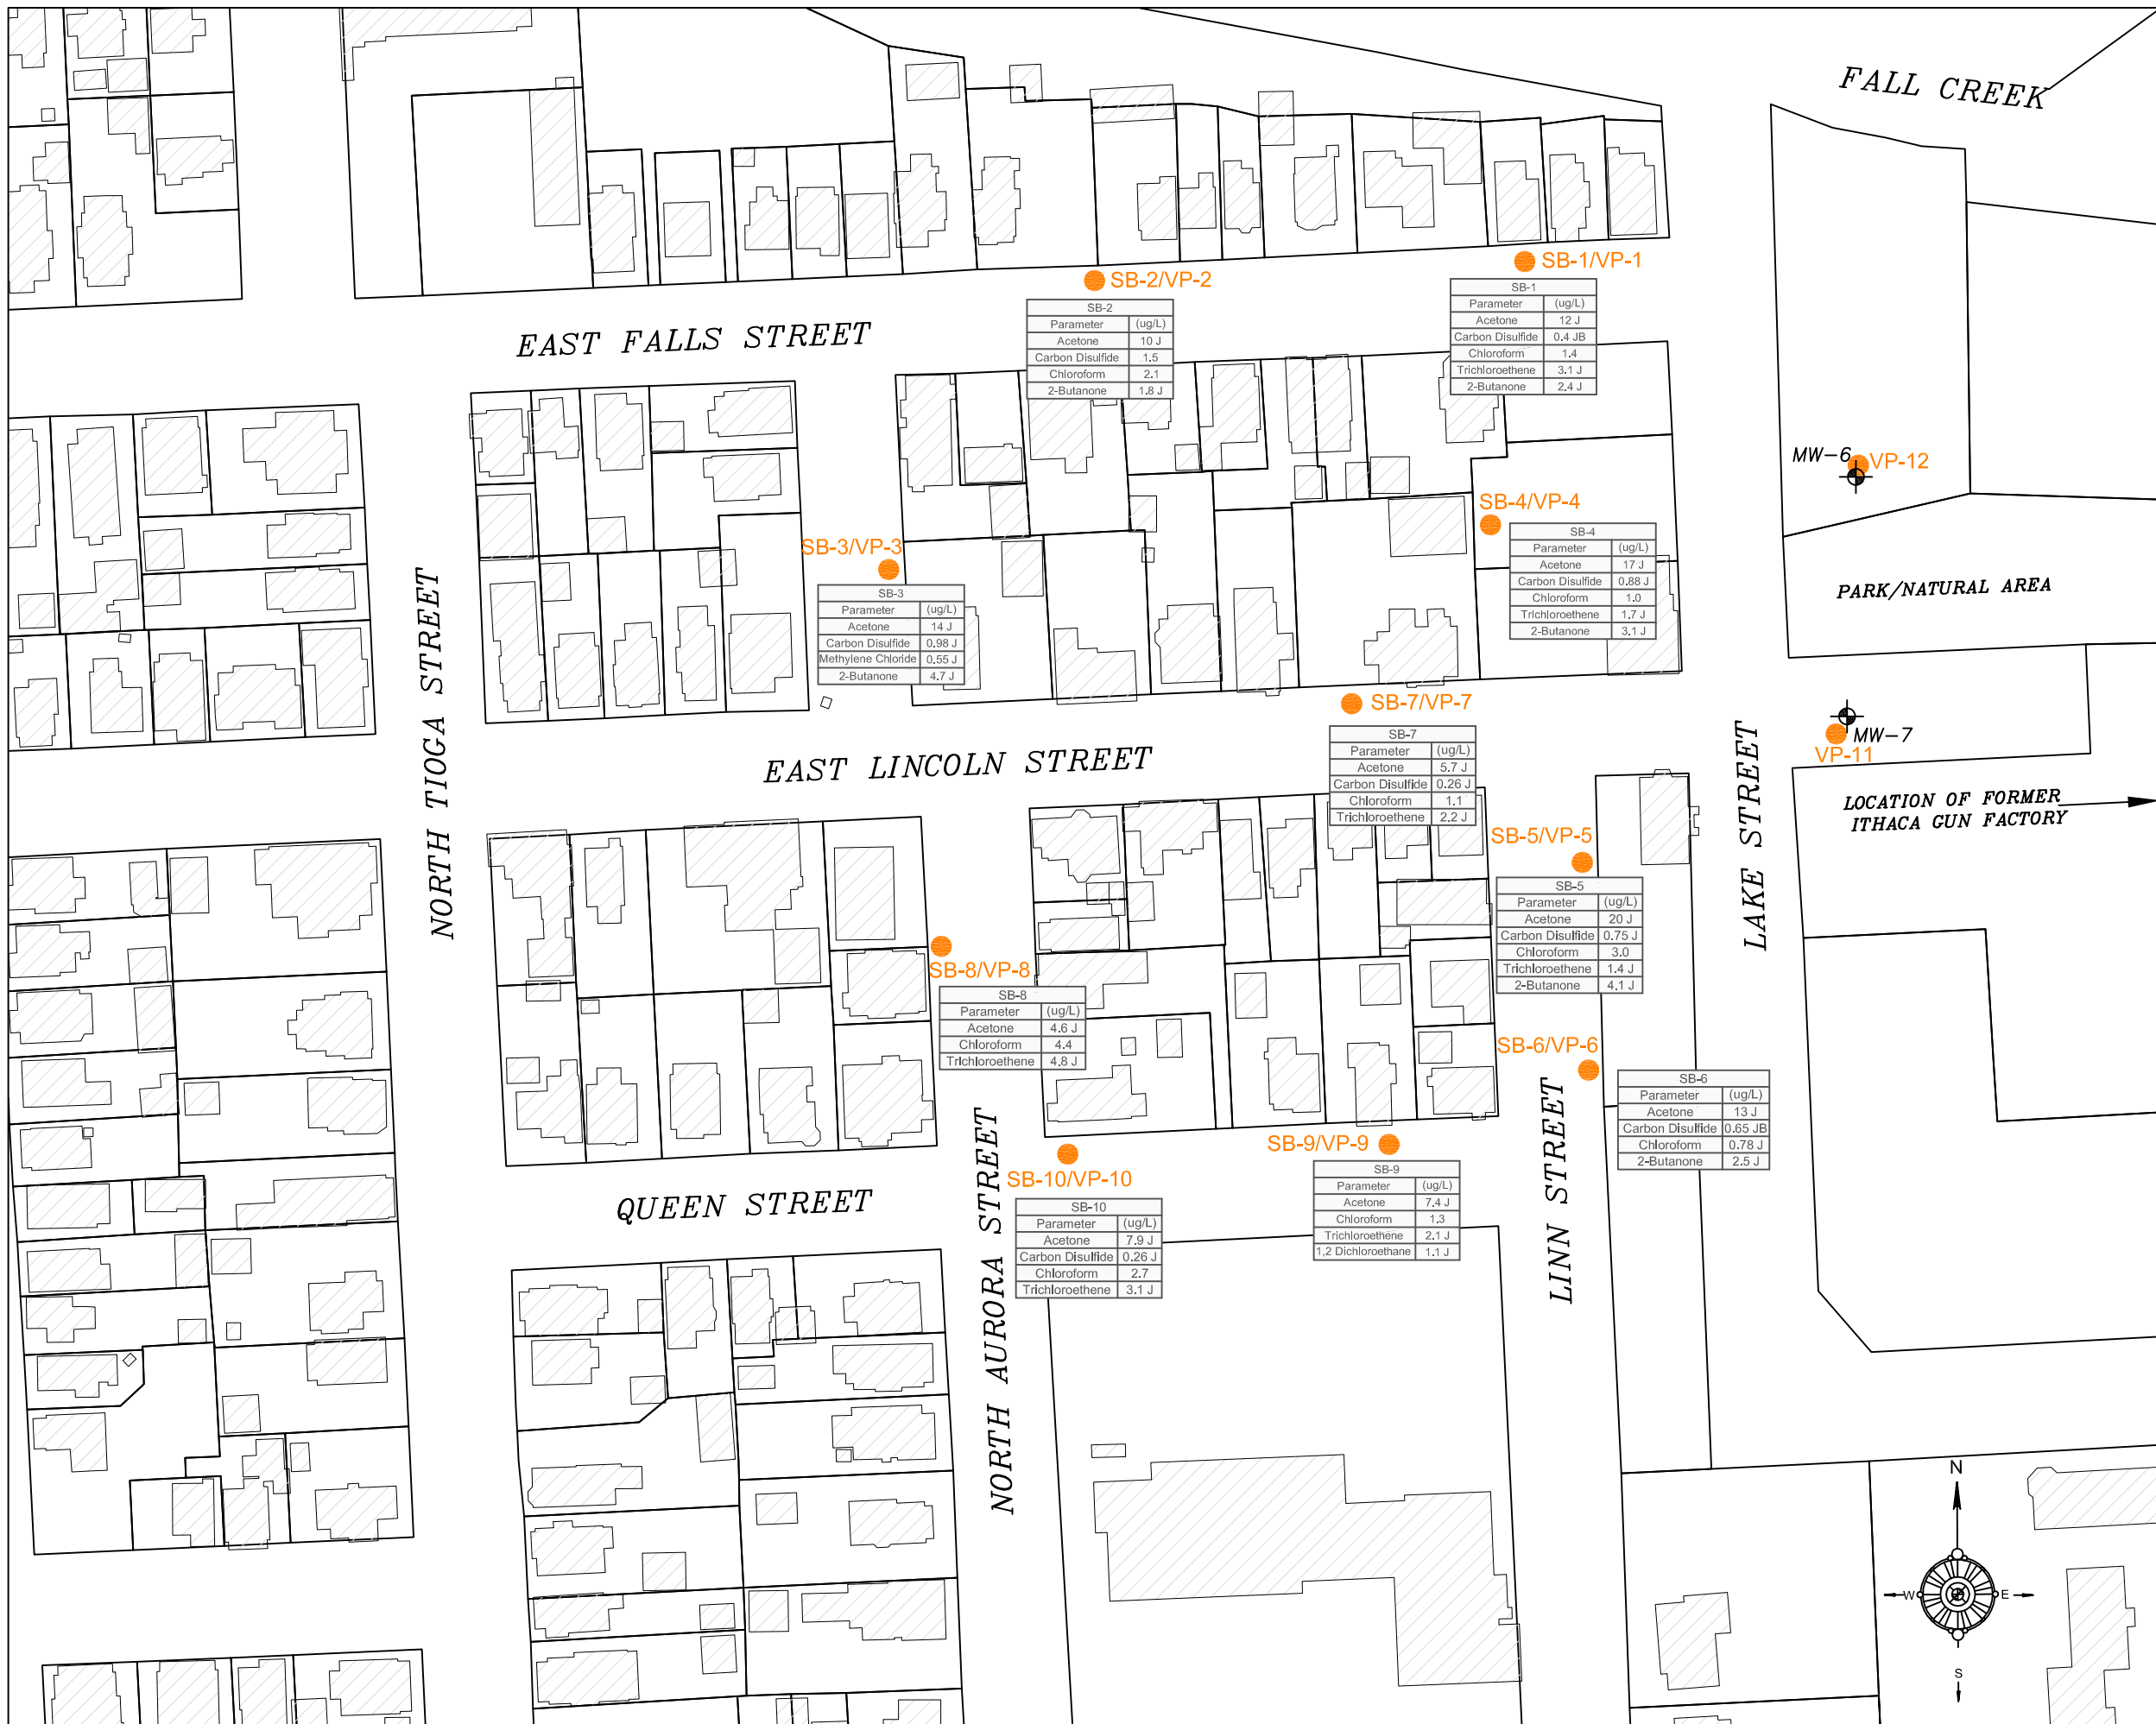 FALL CREEK
SB-1/VP-1
SB-2/VP-2
SB-1
Parameter (ug/L)
Acetone 12 J
Carbon Disulfide 0.4 JB
Chloroform 1.4
Trichloroethene 3.1 J
2-Butanone 2.4 J
SB-2
Parameter (ug/L)
Acetone 10 J
Carbon Disulfide 1.5
Chloroform 2.1
2-Butanone 1.8 J
EAST FALLS STREET
MW-6
VP-12
SB-4/VP-4
SB-4
Parameter (ug/L)
Acetone 17 J
Carbon Disulfide 0.88 J
Chloroform 1.0
Trichloroethene 1.7 J
2-Butanone 3.1 J
SB-3/VP-3
SB-3
Parameter (ug/L)
Acetone 14 J
Carbon Disulfide 0.98 J
Methylene Chloride 0.55 J
2-Butanone 4.7 J
PARK/NATURAL AREA
NORTH TIOGA STREET
SB-7/VP-7
SB-7
Parameter (ug/L)
Acetone 5.7 J
Carbon Disulfide 0.26 J
Chloroform 1.1
Trichloroethene 2.2 J
MW-7
VP-11
EAST LINCOLN STREET
LAKE STREET
LOCATION OF FORMER
ITHACA GUN FACTORY
SB-5/VP-5
SB-5
Parameter (ug/L)
Acetone 20 J
Carbon Disulfide 0.75 J
Chloroform 3.0
Trichloroethene 1.4 J
2-Butanone 4.1 J
SB-8/VP-8
SB-8
Parameter (ug/L)
Acetone 4.6 J
Chloroform 4.4
Trichloroethene 4.8 J
SB-6/VP-6
SB-6
Parameter (ug/L)
Acetone 13 J
Carbon Disulfide 0.65 JB
Chloroform 0.78 J
2-Butanone 2.5 J
SB-9/VP-9
SB-9
Parameter (ug/L)
Acetone 7.4 J
Chloroform 1.3
Trichloroethene 2.1 J
1,2 Dichloroethane 1.1 J
SB-10/VP-10
SB-10
Parameter (ug/L)
Acetone 7.9 J
Carbon Disulfide 0.26 J
Chloroform 2.7
Trichloroethene 3.1 J
QUEEN STREET
NORTH AURORA STREET
LINN STREET
N
W
E
S